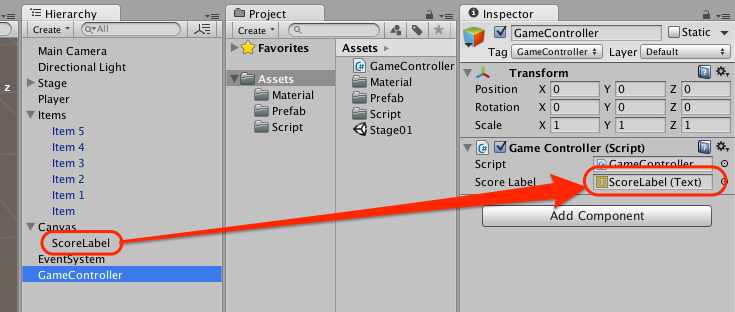 Hierarchy
Create
All
Main Camera
Directional Light
Stage
Player
Items
Item 5
Item 4
Item 3
Item 2
Item 1
Item
Canvas
ScoreLabel
EventSystem
GameController
z
Project
Create
Favorites
Assets
Material
Prefab
Script
Assets
GameController
Material
Prefab
Script
Stage01
Inspector
GameController Static
Tag GameController Layer Default
Transform
Position X 0 Y 0 Z 0
Rotation X 0 Y 0 Z 0
Scale X 1 Y 1 Z 1
Game Controller (Script)
Script GameController
Score Label ScoreLabel (Text)
Add Component